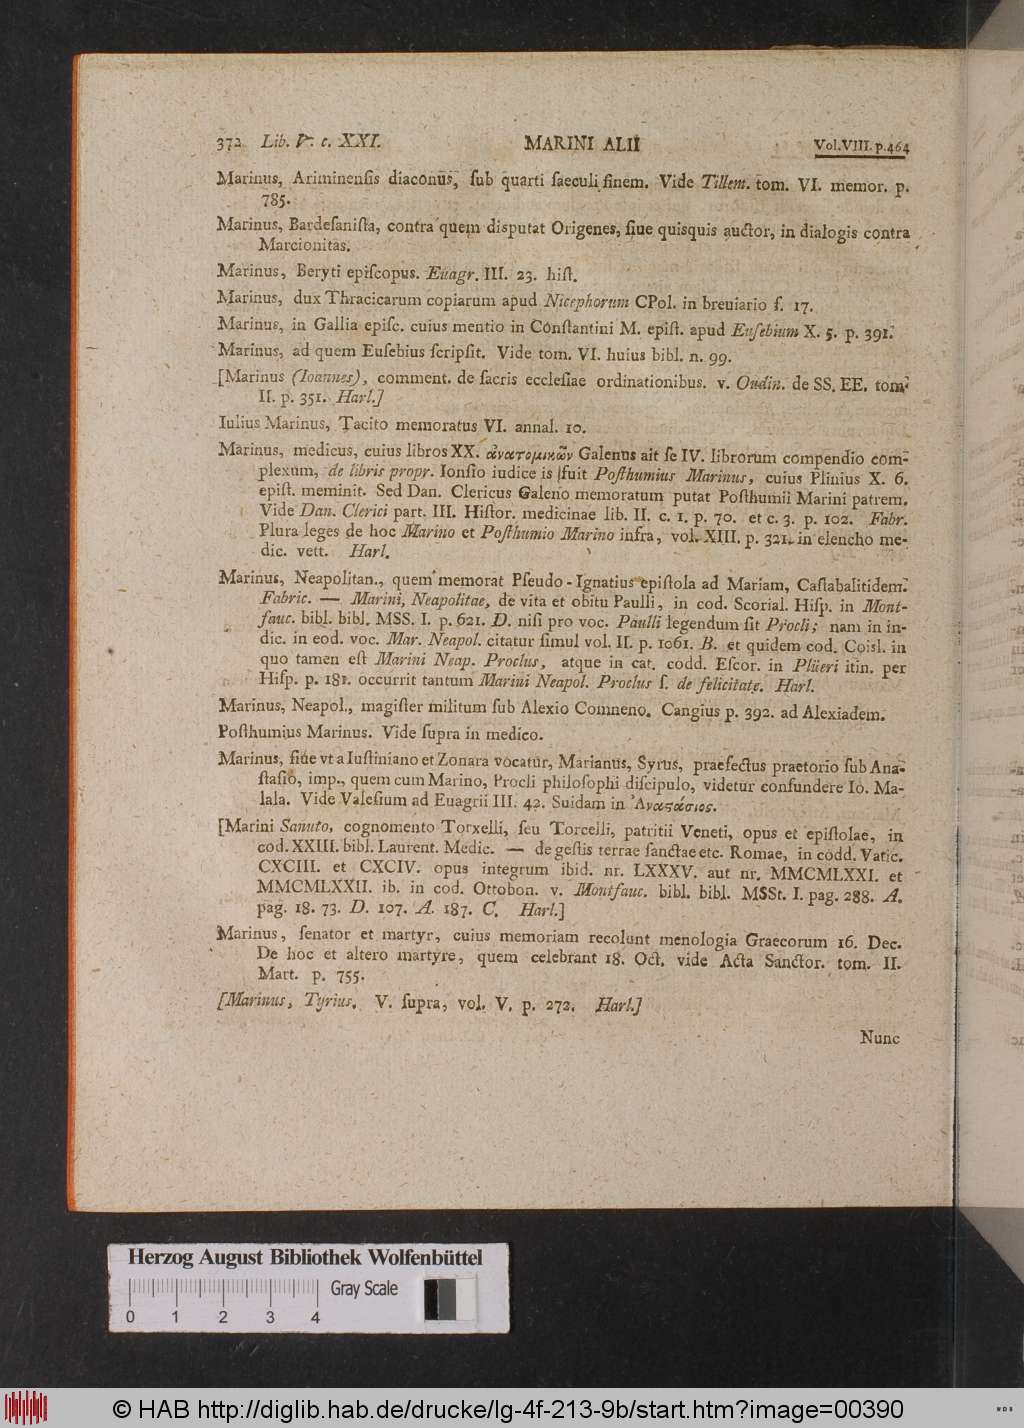 372 Lib. V. c. XXI. MARINI ALII Vol. VIII. p. 464
Marinus, Ariminenſis diaconus, ſub quarti ſaeculi finem. Vide Tillem. tom. VI. memor. p.
785.
Marinus, Bardeſaniſta, contra quem disputat Origenes, ſiue quisquis auctor, in dialogis contra
Marcionitas.
Marinus, Beryti epiſcopus. Euagr. III. 23. hiſt.
Marinus, dux Thracicarum copiarum apud Nicephorum CPol. in breuiario ſ. 17.
Marinus, in Gallia epiſc. cuius mentio in Conſtantini M. epiſt. apud Euſebium X. 5. p. 391.
Marinus, ad quem Euſebius ſcripſit. Vide tom. VI. huius bibl. n. 99.
[Marinus (Ioannes), comment. de ſacris eccleſiae ordinationibus. v. Oudin. de SS. EE. tom.
II. p. 351. Harl.]
Iulius Marinus, Tacito memoratus VI. annal. 10.
Marinus, medicus, cuius libros XX. ἀνατομικῶν Galenus ait ſe IV. librorum compendio com-
plexum, de libris propr. Ionſio iudice is fuit Poſthumius Marinus, cuius Plinius X. 6.
epiſt. meminit. Sed Dan. Clericus Galeno memoratum putat Poſthumii Marini patrem.
Vide Dan. Clerici part. III. Hiſtor. medicinae lib. II. c. 1. p. 70. et c. 3. p. 102. Fabr.
Plura leges de hoc Marino et Poſthumio Marino infra, vol. XIII. p. 321. in elencho me-
dic. vett. Harl.
Marinus, Neapolitan., quem memorat Pſeudo-Ignatius epiſtola ad Mariam, Caſſabalitidem.
Fabric. — Marini, Neapolitae, de vita et obitu Paulli, in cod. Scorial. Hiſp. in Mont-
fauc. bibl. bibl. MSS. I. p. 621. D. niſi pro voc. Paulli legendum ſit Procli; nam in in-
dic. in eod. voc. Mar. Neapol. citatur ſimul vol. II. p. 1061. B. et quidem cod. Coisl. in
quo tamen eſt Marini Neap. Proclus, atque in cat. codd. Eſcor. in Plüeri itin. per
Hiſp. p. 181. occurrit tantum Marini Neapol. Proclus ſ. de felicitate. Harl.
Marinus, Neapol., magiſter militum ſub Alexio Comneno. Cangius p. 392. ad Alexiadem.
Poſthumius Marinus. Vide ſupra in medico.
Marinus, ſiue vt a Iuſtiniano et Zonara vocatur, Marianus, Syrus, praefectus praetorio ſub Ana-
ſtaſio, imp., quem cum Marino, Procli philoſophi diſcipulo, videtur confundere Io. Ma-
lala. Vide Valeſium ad Euagrii III. 42. Suidam in Ἀναςάσιος.
[Marini Sanuto, cognomento Torxelli, ſeu Torcelli, patritii Veneti, opus et epiſtolae, in
cod. XXIII. bibl. Laurent. Medic. — de geſtis terrae ſanctae etc. Romae, in codd. Vatic.
CXCIII. et CXCIV. opus integrum ibid. nr. LXXXV. aut nr. MMCMLXXI. et
MMCMLXXII. ib. in cod. Ottobon. v. Montfauc. bibl. bibl. MSSt. I. pag. 288. A.
pag. 18. 73. D. 107. A. 187. C. Harl.]
Marinus, ſenator et martyr, cuius memoriam recolunt menologia Graecorum 16. Dec.
De hoc et altero martyre, quem celebrant 18. Oct. vide Acta Sanctor. tom. II.
Mart. p. 755.
[Marinus, Tyrius. V. ſupra, vol. V. p. 272. Harl.]
Nunc
Herzog August Bibliothek Wolfenbüttel
Gray Scale
0 1 2 3 4
© HAB http://diglib.hab.de/drucke/lg-4f-213-9b/start.htm?image=00390